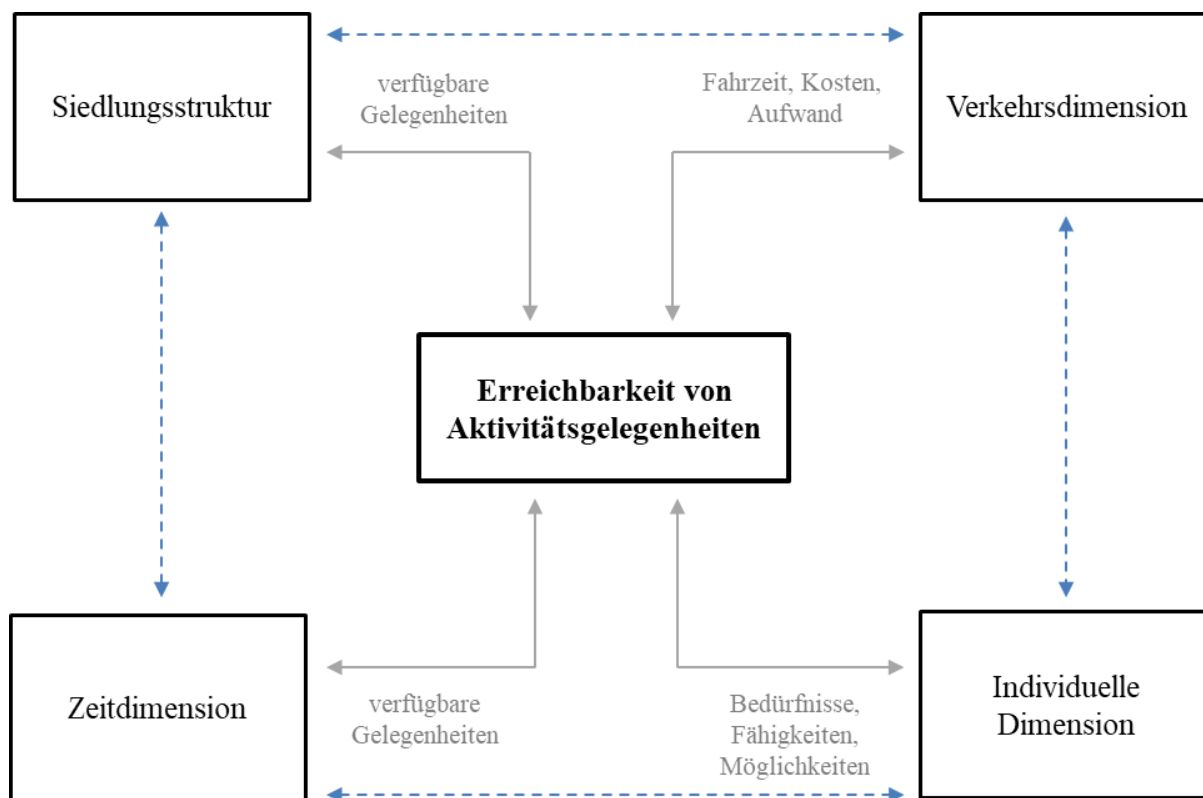 Siedlungsstruktur
verfügbare
Gelegenheiten
Fahrzeit, Kosten,
Aufwand
Verkehrsdimension
Erreichbarkeit von
Aktivitätsgelegenheiten
Zeitdimension
verfügbare
Gelegenheiten
Bedürfnisse,
Fähigkeiten,
Möglichkeiten
Individuelle
Dimension